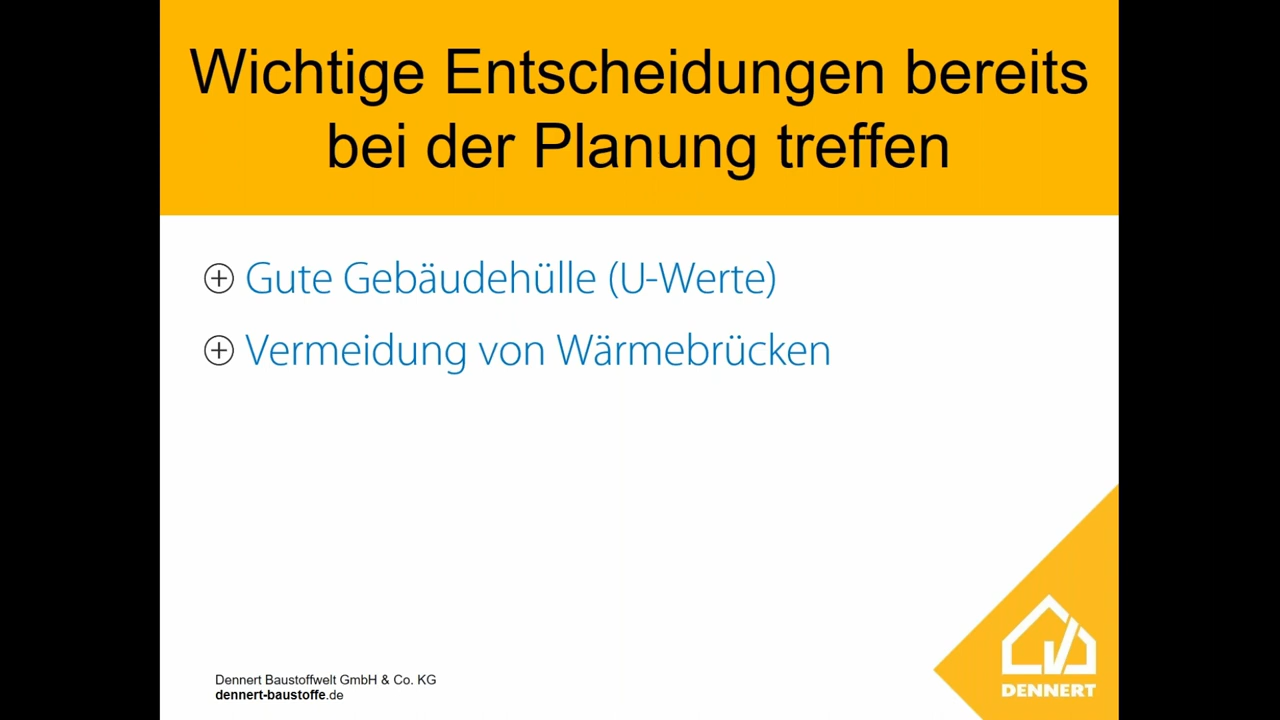 Wichtige Entscheidungen bereits
bei der Planung treffen
Gute Gebäudehülle (U-Werte)
Vermeidung von Wärmebrücken
Dennert Baustoffwelt GmbH & Co. KG
dennert-baustoffe.de
DENNERT